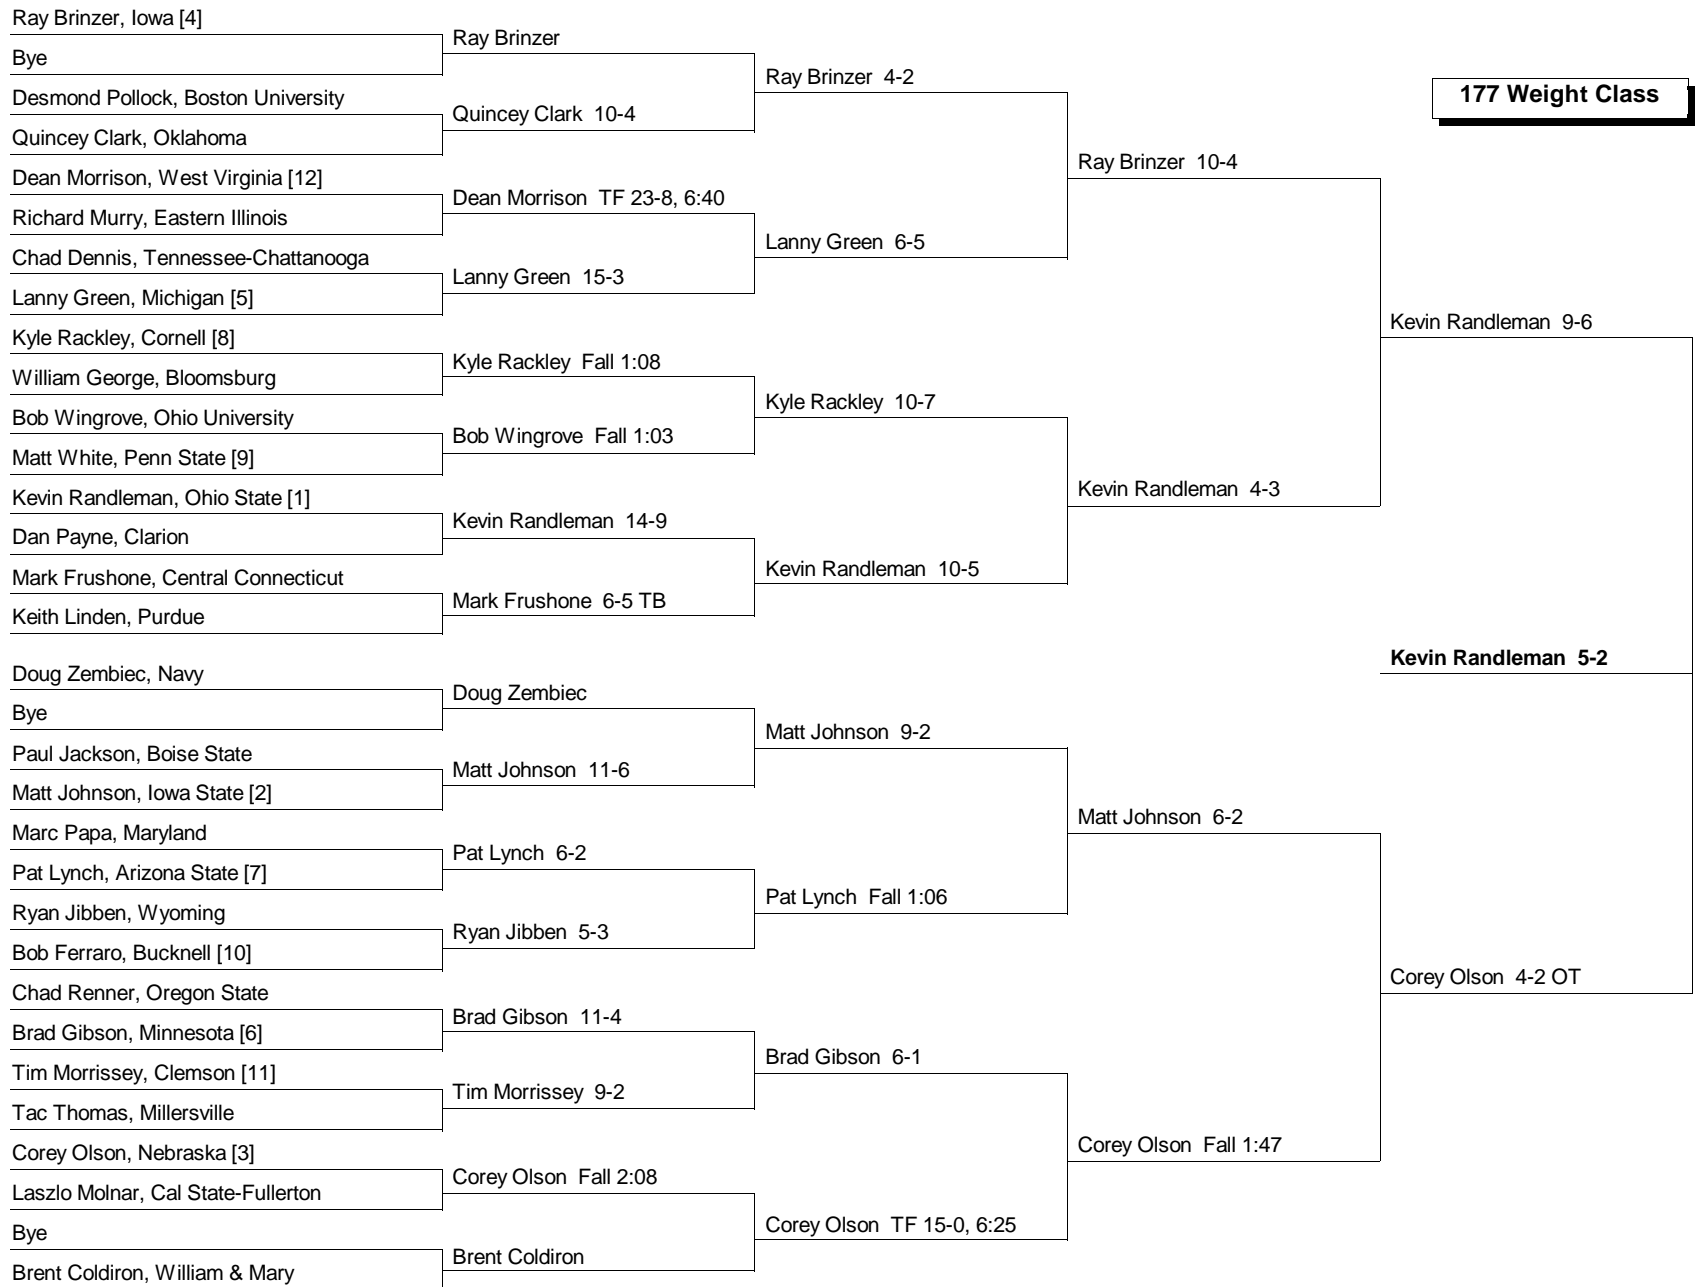 Ray Brinzer, Iowa [4]
Bye
Desmond Pollock, Boston University
Quincey Clark, Oklahoma
Dean Morrison, West Virginia [12]
Richard Murry, Eastern Illinois
Chad Dennis, Tennessee-Chattanooga
Lanny Green, Michigan [5]
Kyle Rackley, Cornell [8]
William George, Bloomsburg
Bob Wingrove, Ohio University
Matt White, Penn State [9]
Kevin Randleman, Ohio State [1]
Dan Payne, Clarion
Mark Frushone, Central Connecticut
Keith Linden, Purdue
Doug Zembiec, Navy
Bye
Paul Jackson, Boise State
Matt Johnson, Iowa State [2]
Marc Papa, Maryland
Pat Lynch, Arizona State [7]
Ryan Jibben, Wyoming
Bob Ferraro, Bucknell [10]
Chad Renner, Oregon State
Brad Gibson, Minnesota [6]
Tim Morrissey, Clemson [11]
Tac Thomas, Millersville
Corey Olson, Nebraska [3]
Laszlo Molnar, Cal State-Fullerton
Bye
Brent Coldiron, William & Mary
Ray Brinzer
Quincey Clark 10-4
Dean Morrison TF 23-8, 6:40
Lanny Green 15-3
Kyle Rackley Fall 1:08
Bob Wingrove Fall 1:03
Kevin Randleman 14-9
Mark Frushone 6-5 TB
Doug Zembiec
Matt Johnson 11-6
Pat Lynch 6-2
Ryan Jibben 5-3
Brad Gibson 11-4
Tim Morrissey 9-2
Corey Olson Fall 2:08
Brent Coldiron
Ray Brinzer 4-2
Lanny Green 6-5
Kyle Rackley 10-7
Kevin Randleman 10-5
Matt Johnson 9-2
Pat Lynch Fall 1:06
Brad Gibson 6-1
Corey Olson TF 15-0, 6:25
Ray Brinzer 10-4
Kevin Randleman 4-3
Matt Johnson 6-2
Corey Olson Fall 1:47
177 Weight Class
Kevin Randleman 9-6
Kevin Randleman 5-2
Corey Olson 4-2 OT